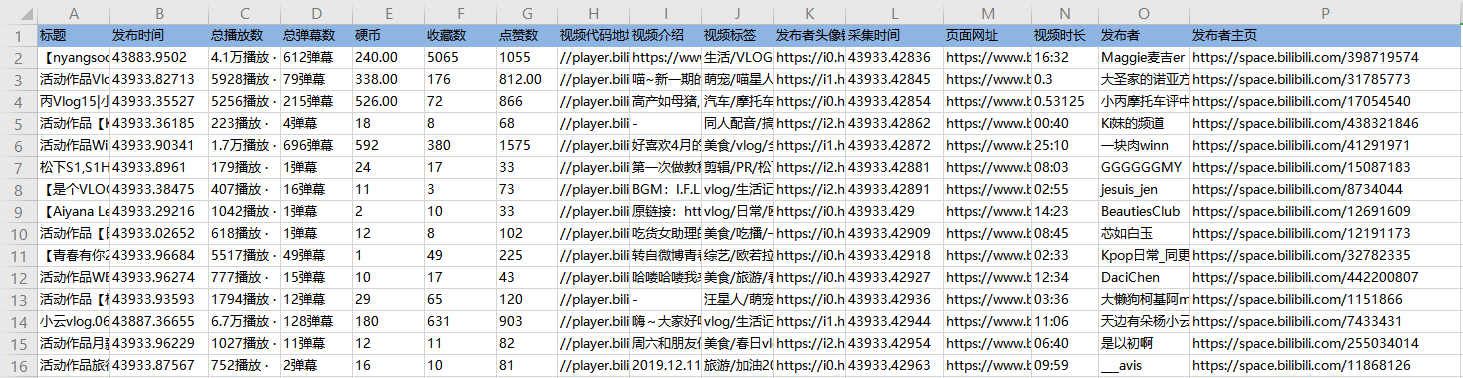 A B C D E F G H I J K L M N O P
1 标题 发布时间 总播放数 总弹幕数 硬币 收藏数 点赞数 视频代码地址 视频介绍 视频标签 发布者头像链 采集时间 页面网址 视频时长 发布者 发布者主页
2 【nyangsoo 43883.9502 4.1万播放 · 612弹幕 240.00 5065 1055 //player.bili https://www 生活/VLOG https://i0.h 43933.42836 https://www.b 16:32 Maggie麦吉er https://space.bilibili.com/398719574
3 活动作品Vlo 43933.82713 5928播放 · 79弹幕 338.00 176 812.00 //player.bili 喵~新一期的 萌宠/喵星人 https://i1.h 43933.42845 https://www.b 0.3 大圣家的诺亚方 https://space.bilibili.com/31785773
4 丙Vlog15|小 43933.35527 5256播放 · 215弹幕 526.00 72 866 //player.bili 高产如母猪, 汽车/摩托车 https://i0.h 43933.42854 https://www.b 0.53125 小丙摩托车评中 https://space.bilibili.com/17054540
5 活动作品【K 43933.36185 223播放 · 4弹幕 18 8 68 //player.bili - 同人配音/搞 https://i2.h 43933.42862 https://www.b 00:40 Ki妹的频道 https://space.bilibili.com/438321846
6 活动作品Wi 43933.90341 1.7万播放 · 696弹幕 592 380 1575 //player.bili 好喜欢4月的 美食/vlog/全 https://i1.h 43933.42872 https://www.b 25:10 一块肉winn https://space.bilibili.com/41291971
7 松下S1,S1H 43933.8961 179播放 · 1弹幕 24 17 33 //player.bili 第一次做教程 剪辑/PR/松下 https://i2.h 43933.42881 https://www.b 08:03 GGGGGGMY https://space.bilibili.com/15087183
8 【是个VLOG 43933.38475 407播放 · 16弹幕 11 3 73 //player.bili BGM：I.F.L vlog/生活记 https://i2.h 43933.42891 https://www.b 02:55 jesuis_jen https://space.bilibili.com/8734044
9 【Aiyana Le 43933.29216 1042播放 · 1弹幕 2 10 33 //player.bili 原链接：htt vlog/日常/欧 https://i0.h 43933.429 https://www.b 14:23 BeautiesClub https://space.bilibili.com/12691609
10 活动作品【日 43933.02652 618播放 · 1弹幕 12 8 102 //player.bili 吃货女助理的 美食/吃播/一 https://i0.h 43933.42909 https://www.b 08:45 芯如白玉 https://space.bilibili.com/12191173
11 【青春有你2 43933.96684 5517播放 · 49弹幕 1 49 225 //player.bili 转自微博青春 综艺/欧若拉 https://i0.h 43933.42918 https://www.b 02:33 Kpop日常_同更 https://space.bilibili.com/32782335
12 活动作品WE 43933.96274 777播放 · 15弹幕 10 17 43 //player.bili 哈喽哈喽我 美食/旅游/春 https://i0.h 43933.42927 https://www.b 12:34 DaciChen https://space.bilibili.com/442200807
13 活动作品【 43933.93593 1794播放 · 12弹幕 29 65 120 //player.bili - 汪星人/萌宠 https://i0.h 43933.42936 https://www.b 03:36 大懒狗柯基阿m https://space.bilibili.com/1151866
14 小云vlog.06 43887.36655 6.7万播放 · 128弹幕 180 631 903 //player.bili 嗨~大家好 vlog/生活记 https://i1.h 43933.42944 https://www.b 11:06 天边有朵杨小云 https://space.bilibili.com/7433431
15 活动作品月 43933.96229 1027播放 · 11弹幕 12 11 82 //player.bili 周六和朋友 美食/春日vl https://i2.h 43933.42954 https://www.b 06:40 是以初啊 https://space.bilibili.com/255034014
16 活动作品旅行 43933.87567 752播放 · 2弹幕 16 10 81 //player.bili 2019.12.11 旅游/加油20 https://i0.h 43933.42963 https://www.b 09:59 ___avis https://space.bilibili.com/11868126